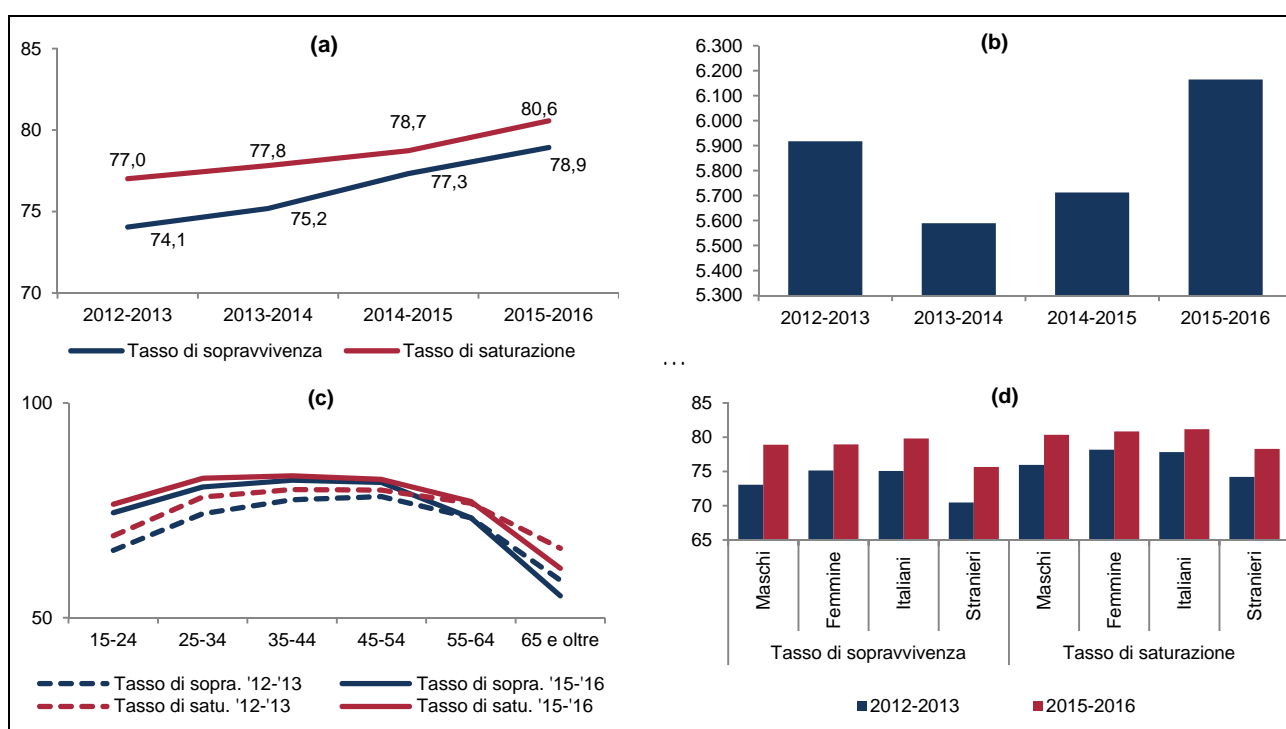 (a)
85
80
75
70
77,0
77,8
78,7
80,6
74,1
75,2
77,3
78,9
2012-2013 2013-2014 2014-2015 2015-2016
Tasso di sopravvivenza Tasso di saturazione
(b)
6.300
6.200
6.100
6.000
5.900
5.800
5.700
5.600
5.500
5.400
5.300
2012-2013 2013-2014 2014-2015 2015-2016
...
(c)
100
50
15-24 25-34 35-44 45-54 55-64 65 e oltre
Tasso di sopra. '12-'13 Tasso di sopra. '15-'16
Tasso di satu. '12-'13 Tasso di satu. '15-'16
(d)
85
80
75
70
65
Maschi
Femmine
Italiani
Stranieri
Maschi
Femmine
Italiani
Stranieri
Tasso di sopravvivenza Tasso di saturazione
2012-2013 2015-2016